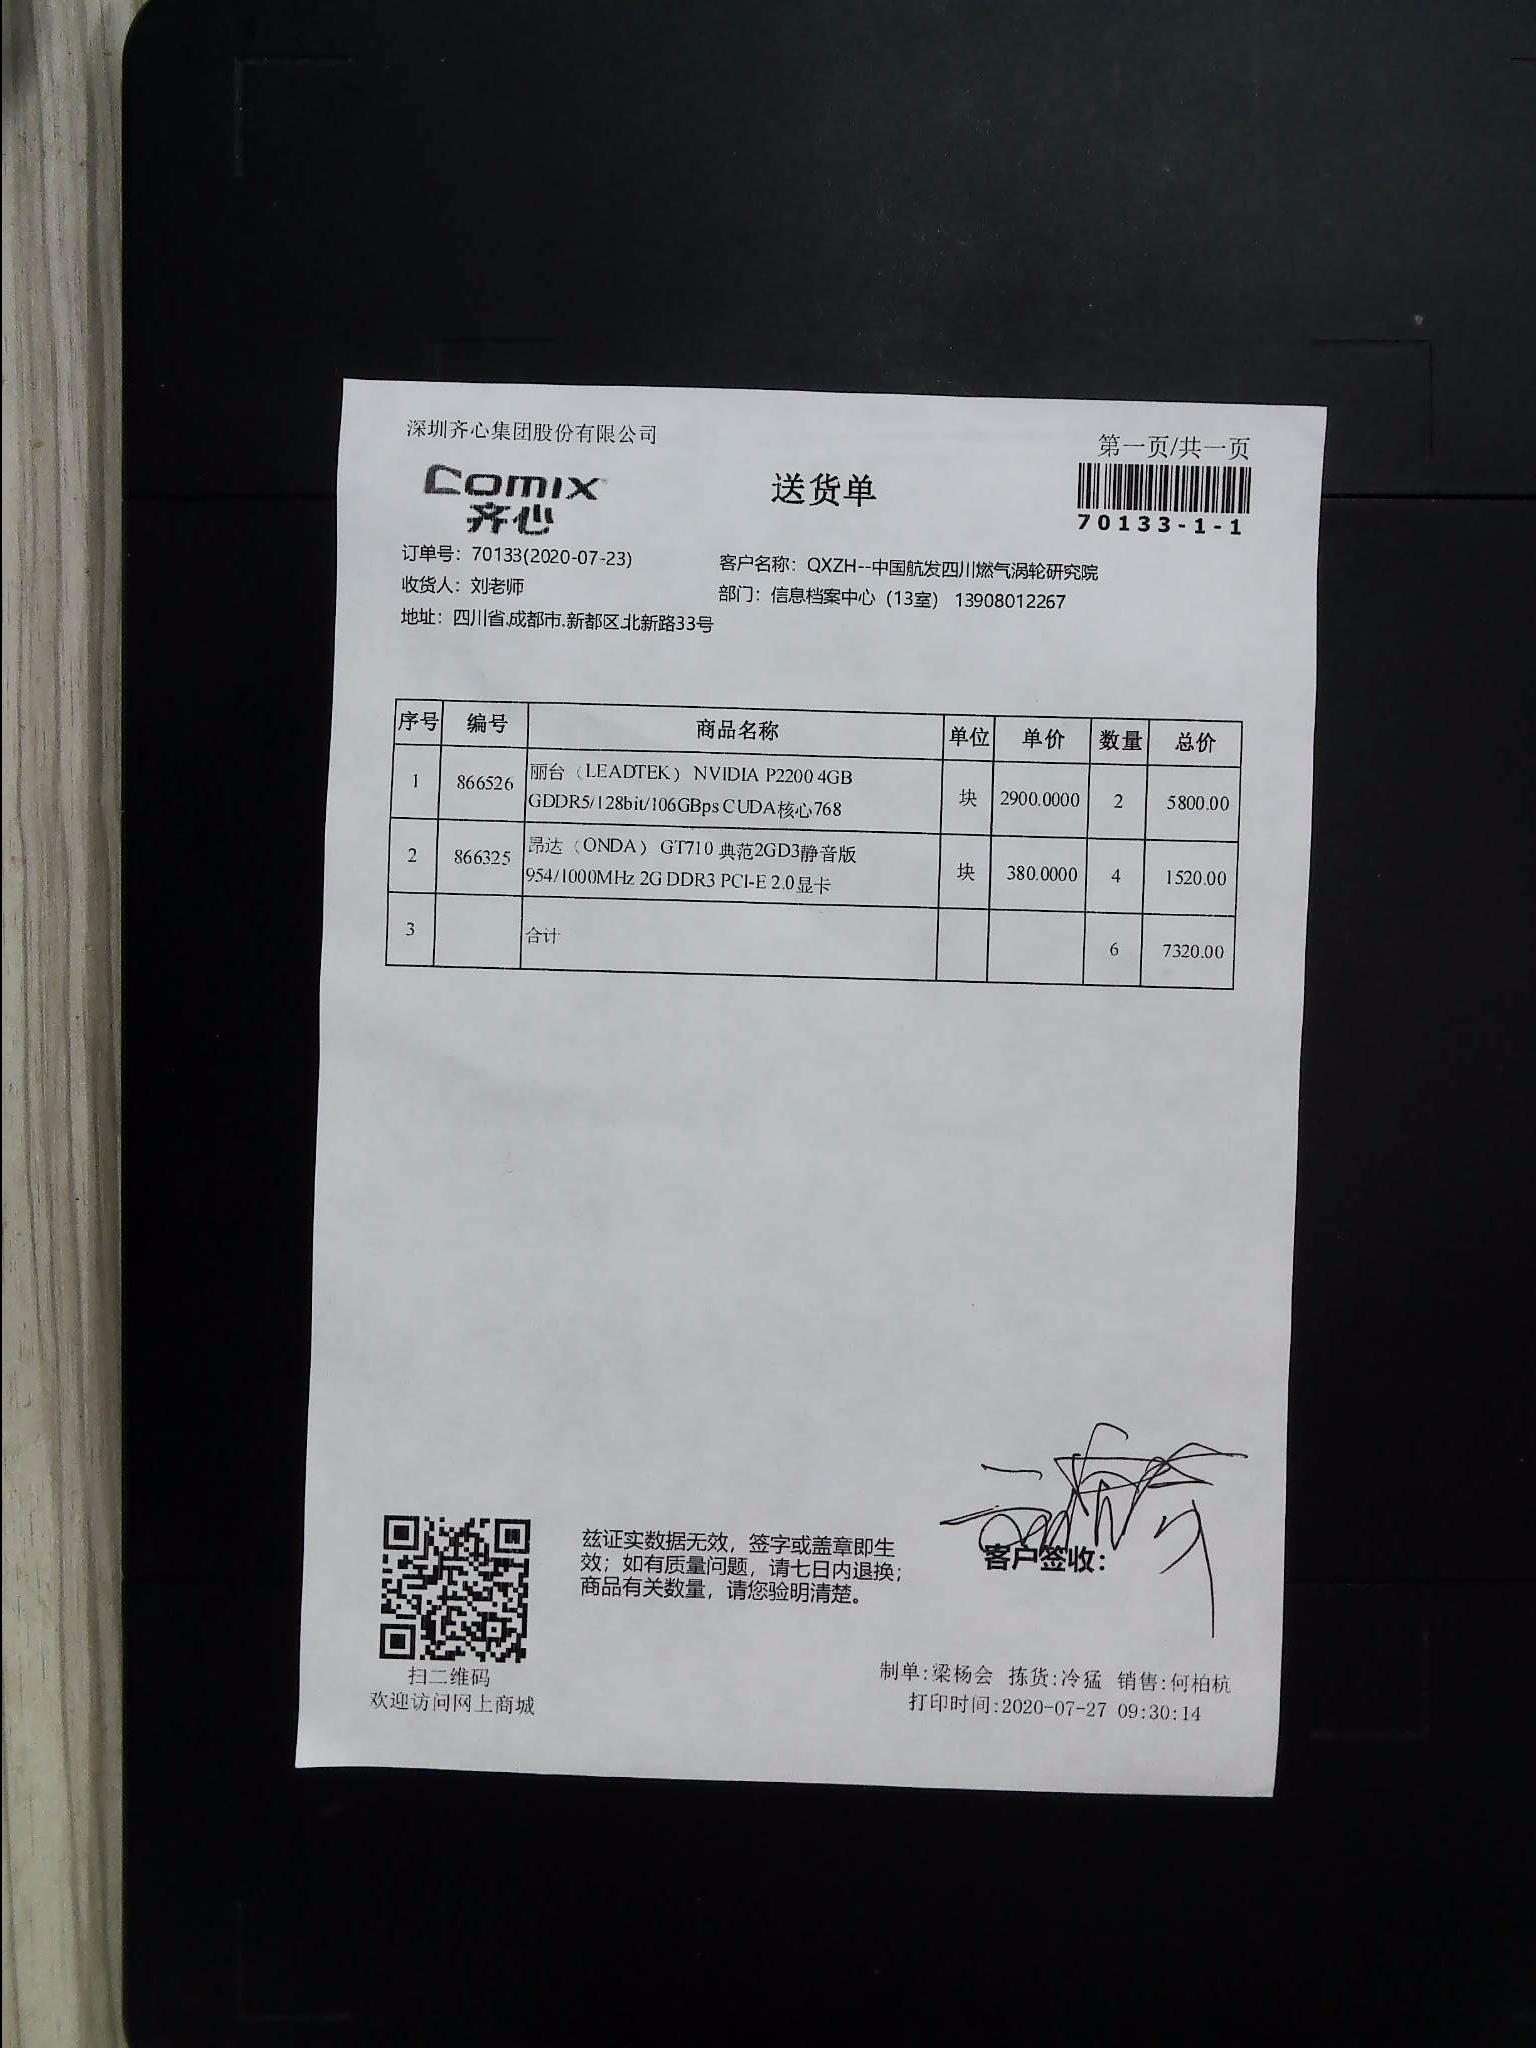 深圳齐心集团股份有限公司
第一页/共一页
Comix
齐心
送货单
70133-1-1
订单号：70133(2020-07-23)
客户名称：QXZH--中国航发四川燃气涡轮研究院
收货人：刘老师
部门：信息档案中心（13室） 13908012267
地址：四川省.成都市.新都区.北新路33号
序号 编号 商品名称 单位 单价 数量 总价
1 866526 丽台（LEADTEK）NVIDIA P2200 4GB
GDDR5/128bit/106GBps CUDA核心768 块 2900.0000 2 5800.00
2 866325 昂达（ONDA）GT710 典范2GD3静音版
954/1000MHz 2G DDR3 PCI-E 2.0显卡 块 380.0000 4 1520.00
3 合计 6 7320.00
兹证实数据无效，签字或盖章即生
效；如有质量问题，请七日内退换；
商品有关数量，请您验明清楚。
客户签收：
扫二维码
欢迎访问网上商城
制单:梁杨会 拣货:冷猛 销售:何柏杭
打印时间:2020-07-27 09:30:14